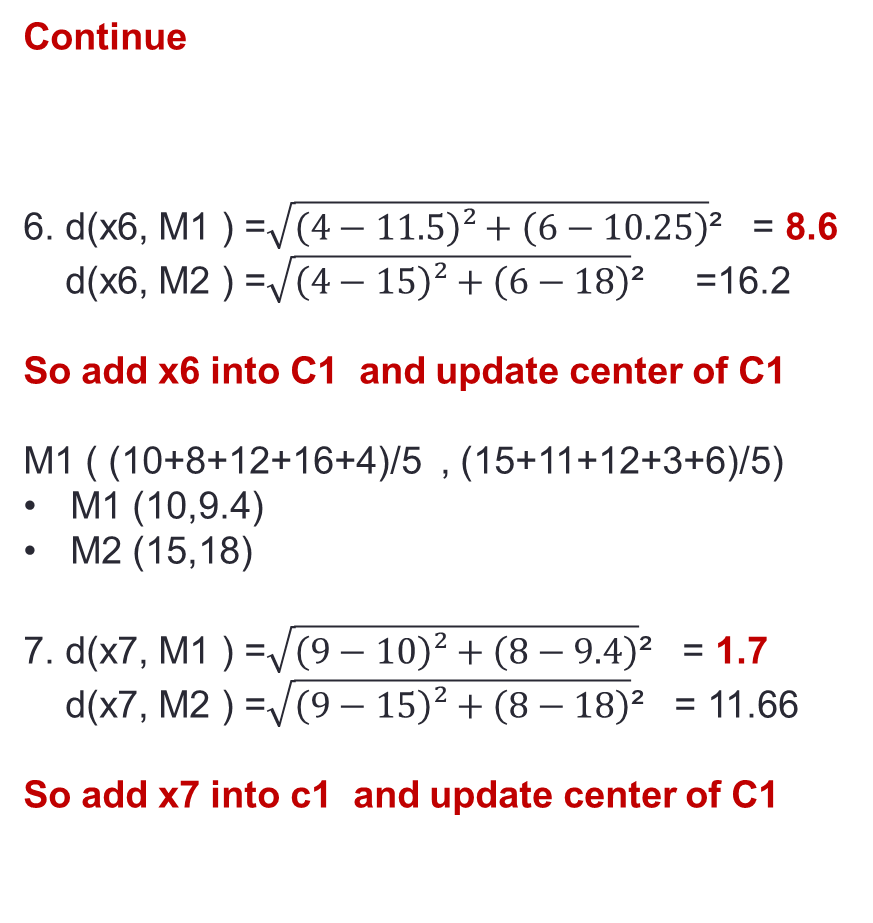 Continue
6. d(x6, M1 ) =√(4 − 11.5)² + (6 − 10.25)² = 8.6
d(x6, M2 ) =√(4 − 15)² + (6 − 18)² =16.2
So add x6 into C1 and update center of C1
M1 ( (10+8+12+16+4)/5 , (15+11+12+3+6)/5)
• M1 (10,9.4)
• M2 (15,18)
7. d(x7, M1 ) =√(9 − 10)² + (8 − 9.4)² = 1.7
d(x7, M2 ) =√(9 − 15)² + (8 − 18)² = 11.66
So add x7 into c1 and update center of C1